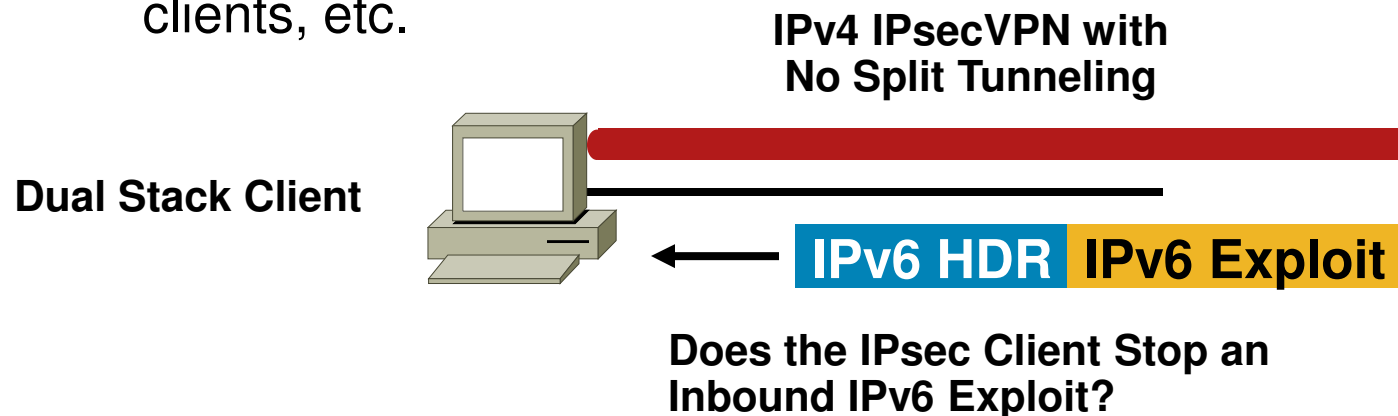 clients, etc.
IPv4 IPsecVPN with
No Split Tunneling
Dual Stack Client
IPv6 HDR IPv6 Exploit
Does the IPsec Client Stop an
Inbound IPv6 Exploit?